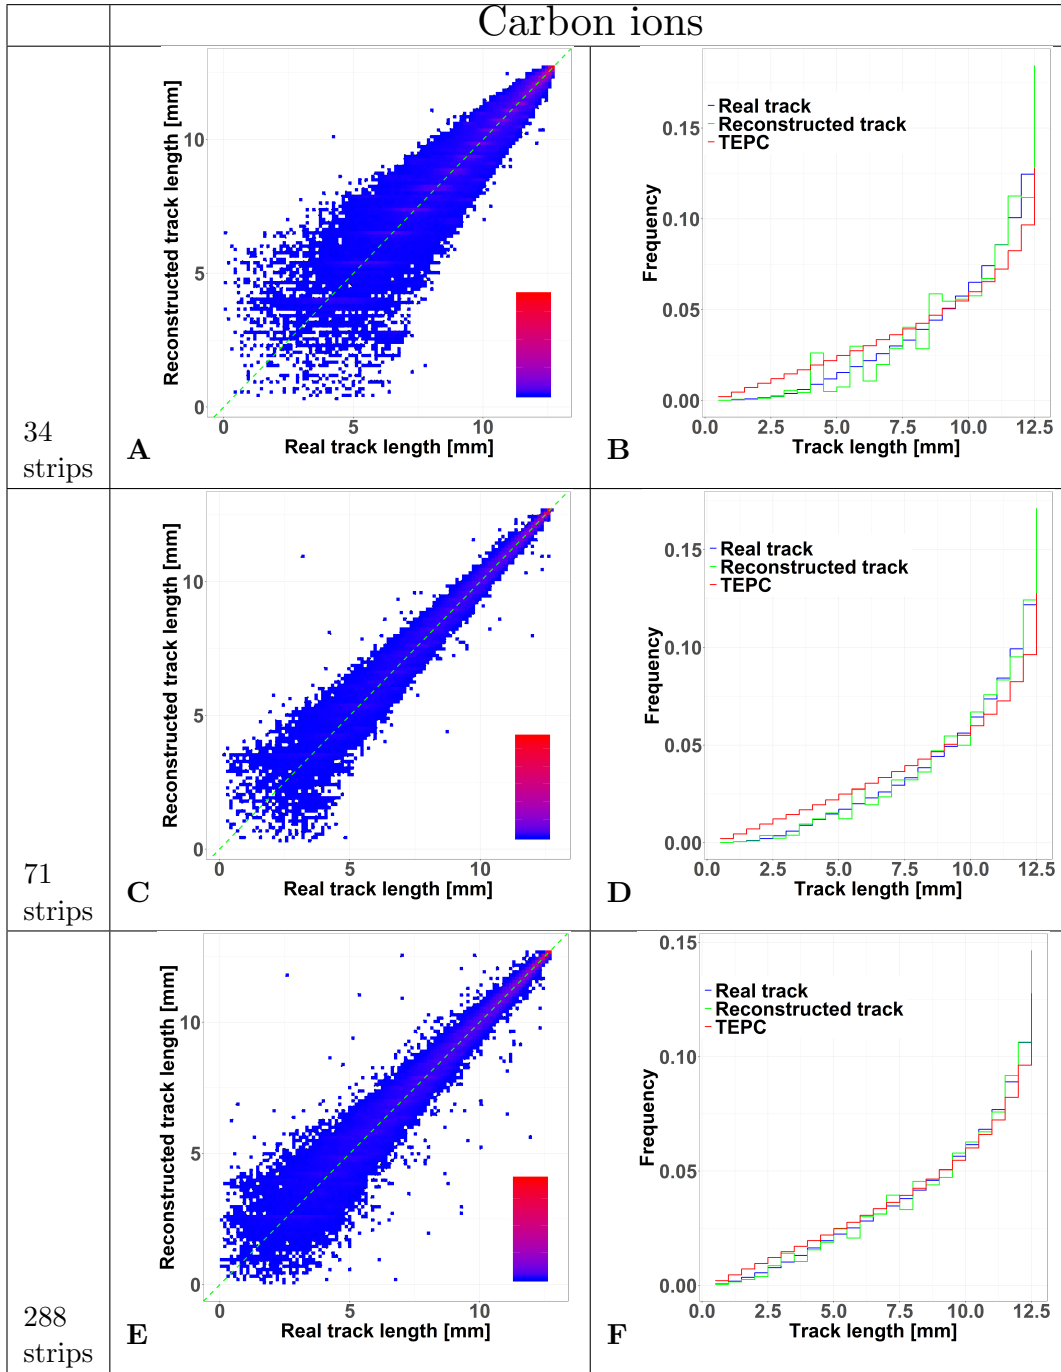 Carbon ions
34
strips
Reconstructed track length [mm]
10
5
0
0 5 10
Real track length [mm]
A
Frequency
0.15
0.10
0.05
0.00
Real track
Reconstructed track
TEPC
0.0 2.5 5.0 7.5 10.0 12.5
Track length [mm]
B
71
strips
Reconstructed track length [mm]
10
5
0
0 5 10
Real track length [mm]
C
Frequency
0.15
0.10
0.05
0.00
Real track
Reconstructed track
TEPC
0.0 2.5 5.0 7.5 10.0 12.5
Track length [mm]
D
288
strips
Reconstructed track length [mm]
10
5
0
0 5 10
Real track length [mm]
E
Frequency
0.15
0.10
0.05
0.00
Real track
Reconstructed track
TEPC
0.0 2.5 5.0 7.5 10.0 12.5
Track length [mm]
F